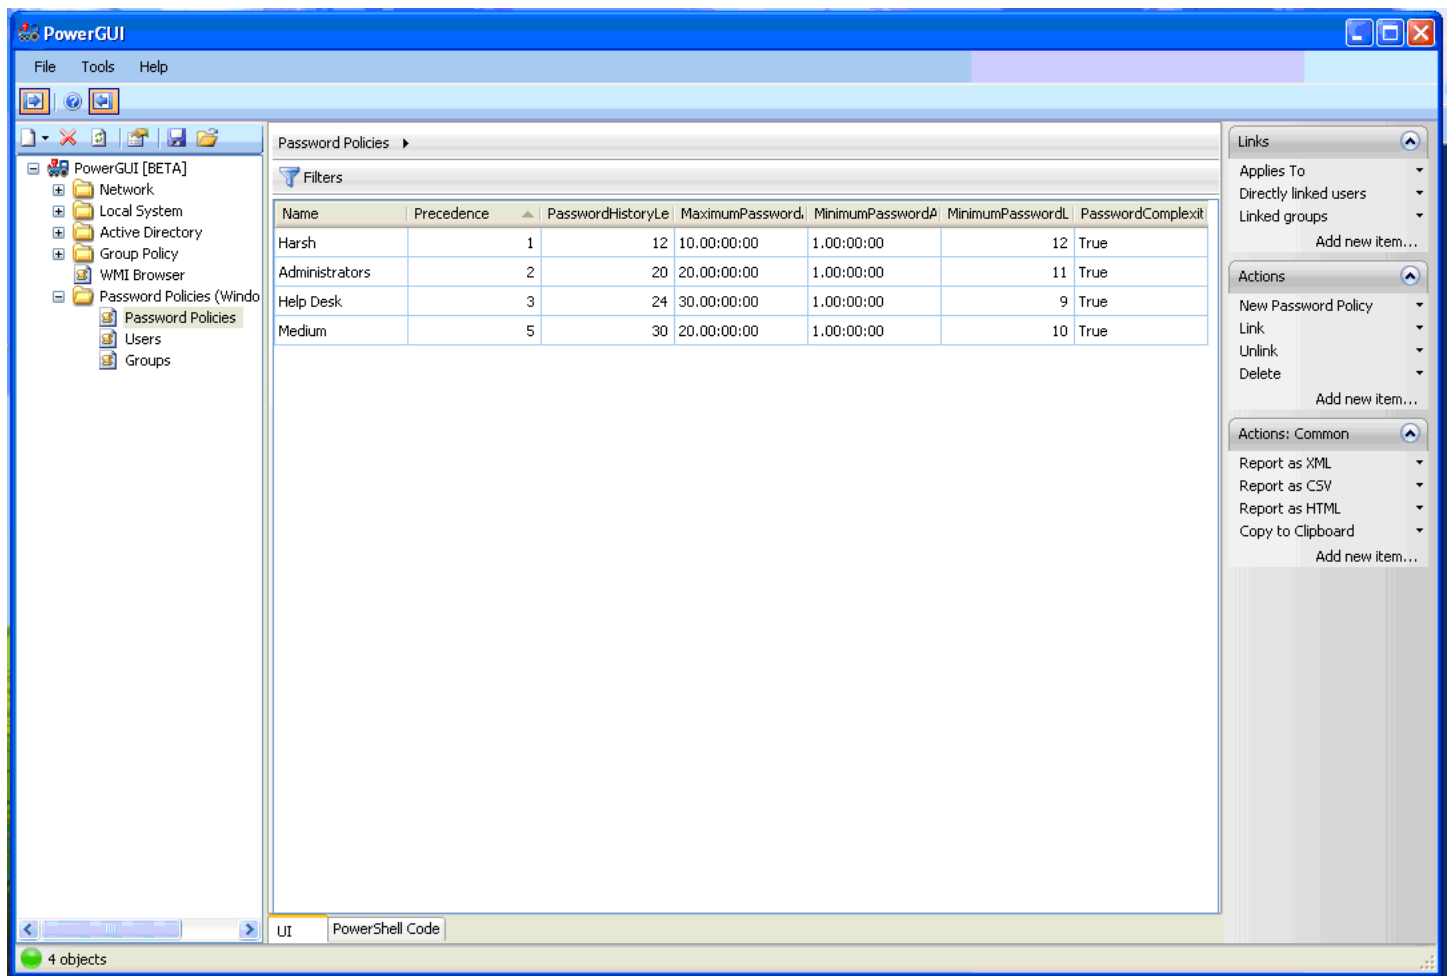 PowerGUI
File Tools Help
PowerGUI [BETA]
Network
Local System
Active Directory
Group Policy
WMI Browser
Password Policies (Windo
Password Policies
Users
Groups
Password Policies
Filters
Name Precedence PasswordHistoryLe MaximumPassword MinimumPasswordA MinimumPasswordL PasswordComplexit
Harsh 1 12 10.00:00:00 1.00:00:00 12 True
Administrators 2 20 20.00:00:00 1.00:00:00 11 True
Help Desk 3 24 30.00:00:00 1.00:00:00 9 True
Medium 5 30 20.00:00:00 1.00:00:00 10 True
UI PowerShell Code
Links
Applies To
Directly linked users
Linked groups
Add new item...
Actions
New Password Policy
Link
Unlink
Delete
Add new item...
Actions: Common
Report as XML
Report as CSV
Report as HTML
Copy to Clipboard
Add new item...
4 objects